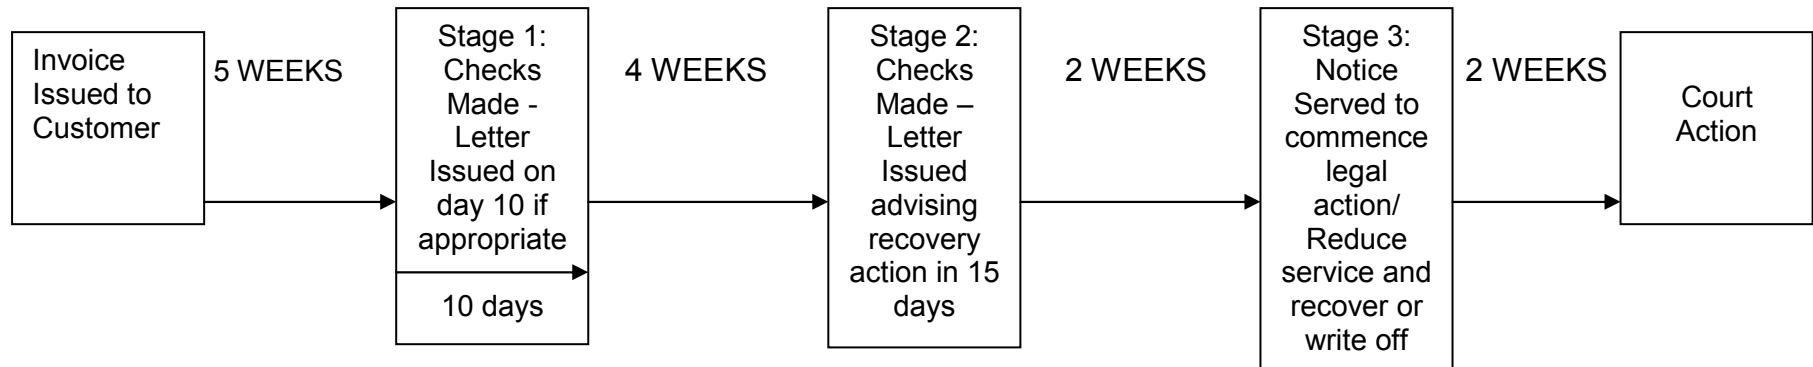 Invoice
Issued to
Customer
5 WEEKS
Stage 1:
Checks
Made -
Letter
Issued on
day 10 if
appropriate
10 days
4 WEEKS
Stage 2:
Checks
Made –
Letter
Issued
advising
recovery
action in 15
days
2 WEEKS
Stage 3:
Notice
Served to
commence
legal
action/
Reduce
service and
recover or
write off
2 WEEKS
Court
Action